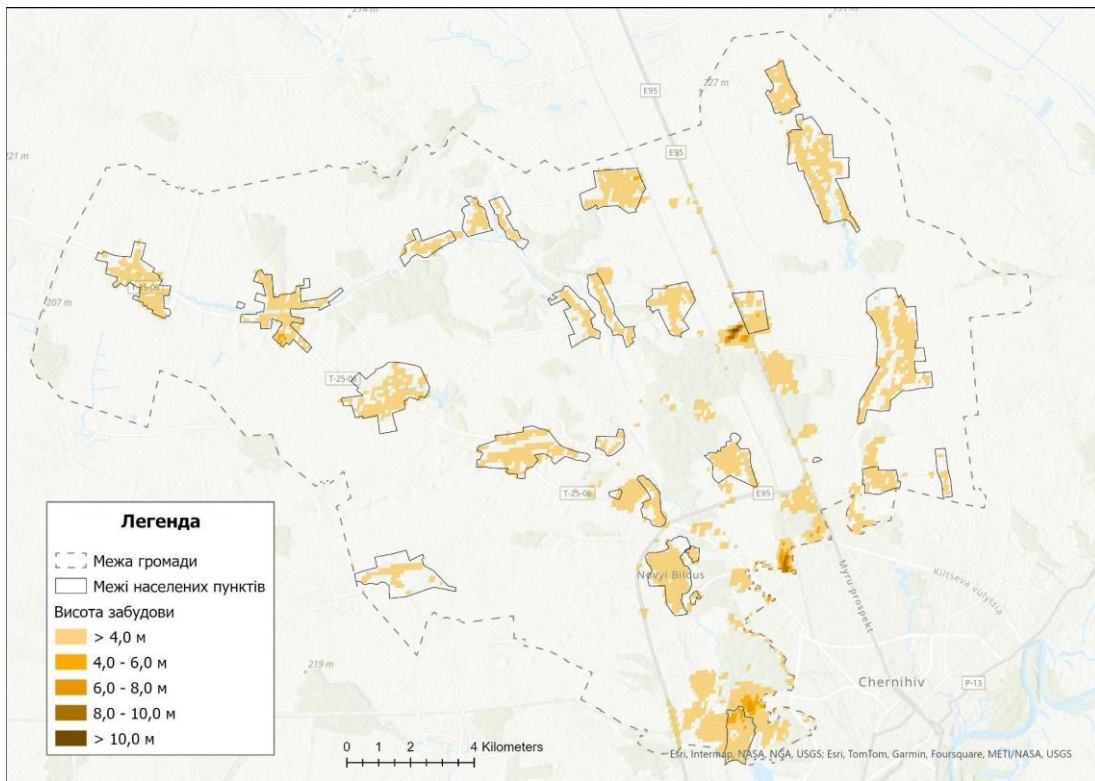 214 m
191 m
227 m
E95
E95
221 m
207 m
T-25-06
T-25-06
E95
Novyi Bilous
Kiltseva vulytsia
Myru prospekt
219 m
Chernihiv
P-13
Легенда
Межа громади
Межі населених пунктів
Висота забудови
> 4,0 м
4,0 - 6,0 м
6,0 - 8,0 м
8,0 - 10,0 м
> 10,0 м
0 1 2 4 Kilometers
Esri, Intermap, NASA, NGA, USGS; Esri, TomTom, Garmin, Foursquare, METI/NASA, USGS